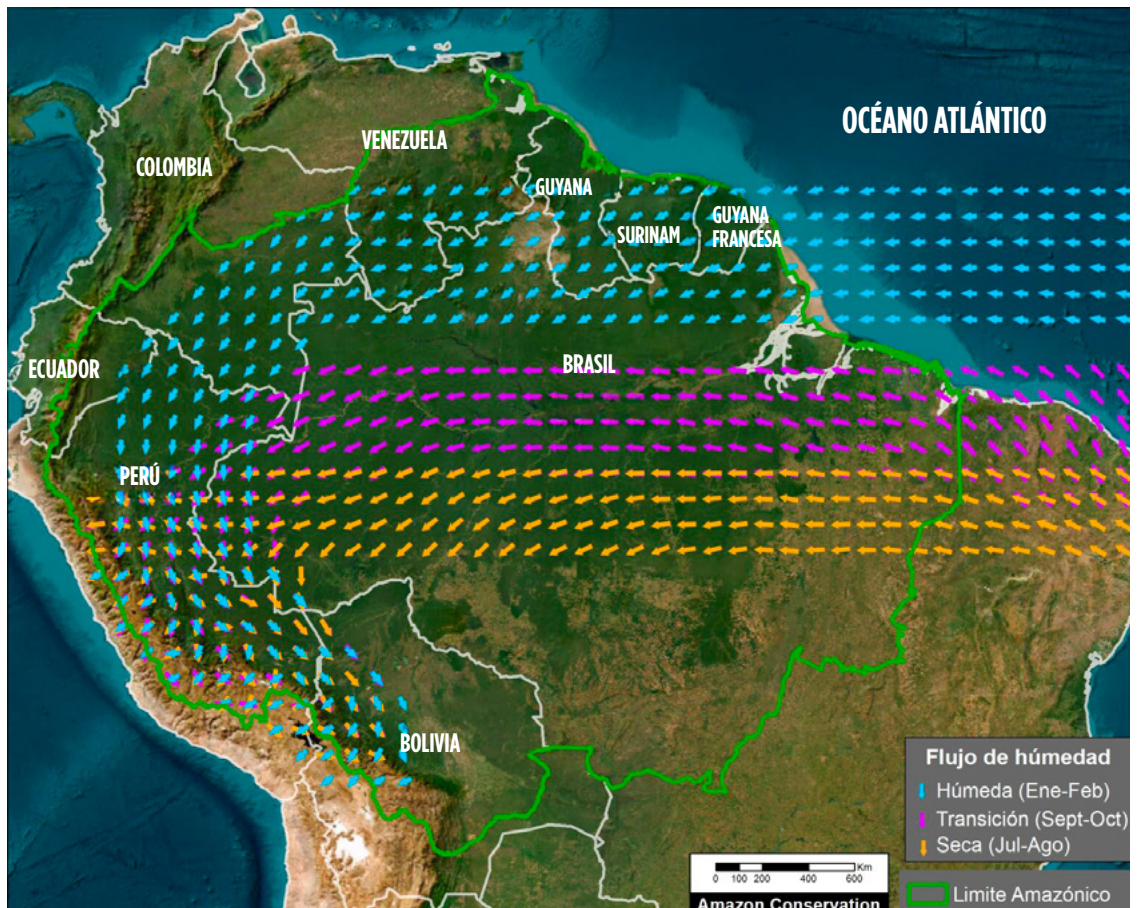 OCÉANO ATLÁNTICO
VENEZUELA
COLOMBIA
GUYANA
SURINAM
GUYANA
FRANCESA
ECUADOR
BRASIL
PERÚ
BOLIVIA
Flujo de húmedad
Húmeda (Ene-Feb)
Transición (Sept-Oct)
Seca (Jul-Ago)
Km
0 100 200 400 600
Amazon Conservation
Limite Amazónico